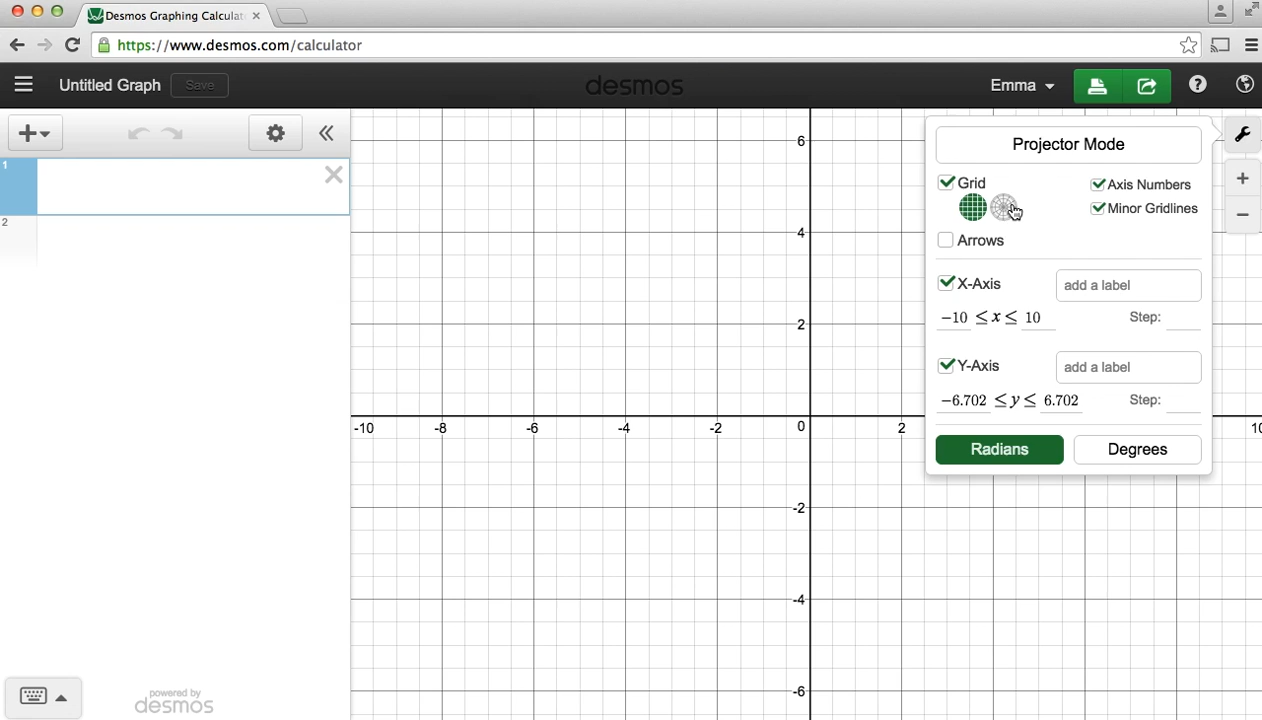 Desmos Graphing Calculat
https://www.desmos.com/calculator
Untitled Graph
Save
desmos
Emma
?
Projector Mode
Grid
Axis Numbers
Minor Gridlines
Arrows
X-Axis
add a label
−10 ≤ x ≤ 10
Step:
Y-Axis
add a label
−6.702 ≤ y ≤ 6.702
Step:
Radians
Degrees
1
2
6
4
2
-10
-8
-6
-4
-2
0
2
10
-2
-4
-6
powered by
desmos